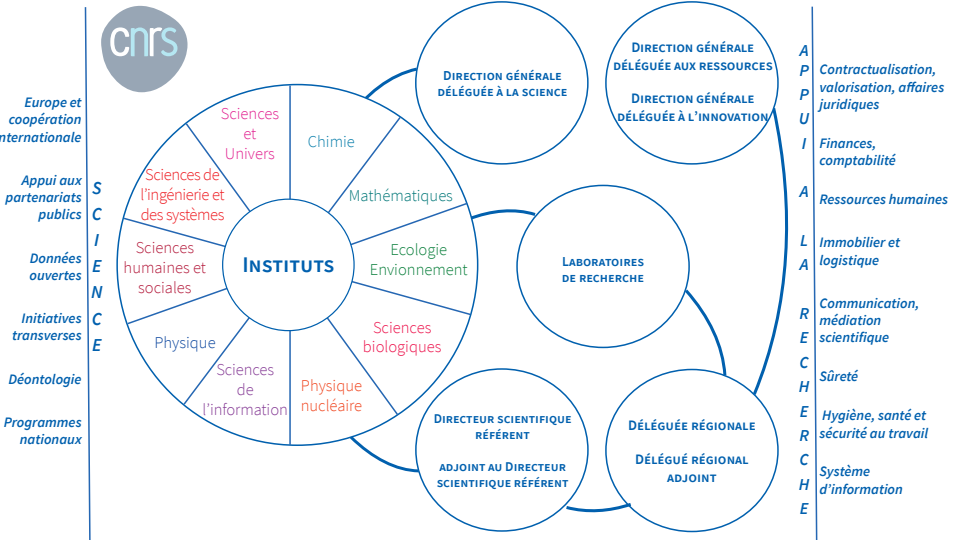 cnrs
Europe et
coopération
nternationale
Appui aux
partenariats
publics
Données
ouvertes
Initiatives
transverses
Déontologie
Programmes
nationaux
S
C
I
E
N
C
E
Sciences
et
Univers
Chimie
Mathématiques
Ecologie
Envionnement
Sciences
biologiques
Physique
nucléaire
Sciences
de
l'information
Physique
Sciences
humaines et
sociales
Sciences de
l'ingénierie et
des systèmes
INSTITUTS
DIRECTION GÉNÉRALE
DÉLÉGUÉE À LA SCIENCE
DIRECTION GÉNÉRALE
DÉLÉGUÉE AUX RESSOURCES
DIRECTION GÉNÉRALE
DÉLÉGUÉE À L'INNOVATION
LABORATOIRES
DE RECHERCHE
DIRECTEUR SCIENTIFIQUE
RÉFÉRENT
ADJOINT AU DIRECTEUR
SCIENTIFIQUE RÉFÉRENT
DÉLÉGUÉE RÉGIONALE
DÉLÉGUÉ RÉGIONAL
ADJOINT
A
P
P
U
I
A
L
A
R
E
C
H
E
R
C
H
E
Contractualisation,
valorisation, affaires
juridiques
Finances,
comptabilité
Ressources humaines
Immobilier et
logistique
Communication,
médiation
scientifique
Sûreté
Hygiène, santé et
sécurité au travail
Système
d'information